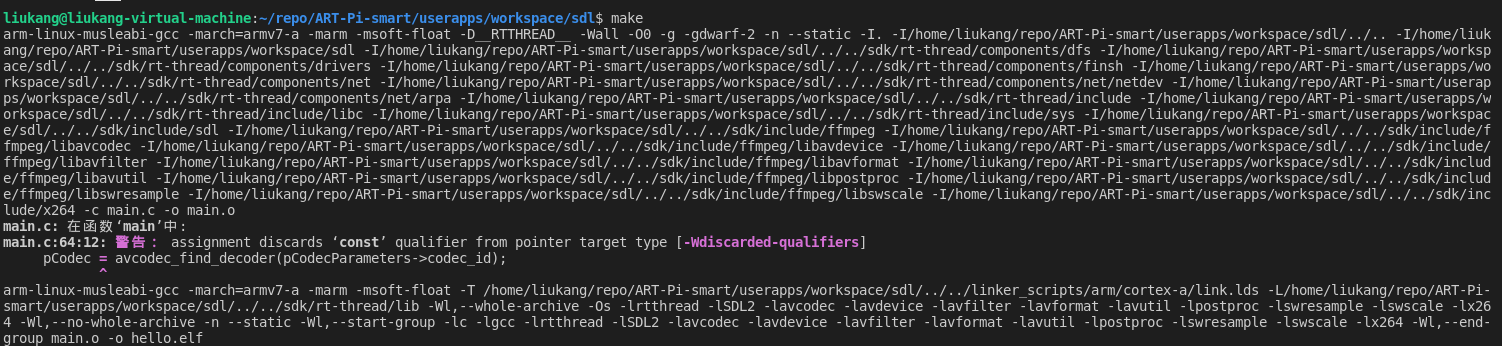 liukang@liukang-virtual-machine:~/repo/ART-Pi-smart/userapps/workspace/sdl$ make
arm-linux-musleabi-gcc -march=armv7-a -marm -msoft-float -D__RTTHREAD__ -Wall -O0 -g -gdwarf-2 -n --static -I. -I/home/liukang/repo/ART-Pi-smart/userapps/workspace/sdl/../.. -I/home/liuk
ang/repo/ART-Pi-smart/userapps/workspace/sdl -I/home/liukang/repo/ART-Pi-smart/userapps/workspace/sdl/../../sdk/rt-thread/components/dfs -I/home/liukang/repo/ART-Pi-smart/userapps/worksp
ace/sdl/../../sdk/rt-thread/components/drivers -I/home/liukang/repo/ART-Pi-smart/userapps/workspace/sdl/../../sdk/rt-thread/components/finsh -I/home/liukang/repo/ART-Pi-smart/userapps/wo
rkspace/sdl/../../sdk/rt-thread/components/net -I/home/liukang/repo/ART-Pi-smart/userapps/workspace/sdl/../../sdk/rt-thread/components/net/netdev -I/home/liukang/repo/ART-Pi-smart/userap
ps/workspace/sdl/../../sdk/rt-thread/components/net/arpa -I/home/liukang/repo/ART-Pi-smart/userapps/workspace/sdl/../../sdk/rt-thread/include -I/home/liukang/repo/ART-Pi-smart/userapps/w
orkspace/sdl/../../sdk/rt-thread/include/libc -I/home/liukang/repo/ART-Pi-smart/userapps/workspace/sdl/../../sdk/rt-thread/include/sys -I/home/liukang/repo/ART-Pi-smart/userapps/workspac
e/sdl/../../sdk/include/sdl -I/home/liukang/repo/ART-Pi-smart/userapps/workspace/sdl/../../sdk/include/ffmpeg -I/home/liukang/repo/ART-Pi-smart/userapps/workspace/sdl/../../sdk/include/f
fmpeg/libavcodec -I/home/liukang/repo/ART-Pi-smart/userapps/workspace/sdl/../../sdk/include/ffmpeg/libavdevice -I/home/liukang/repo/ART-Pi-smart/userapps/workspace/sdl/../../sdk/include/
ffmpeg/libavfilter -I/home/liukang/repo/ART-Pi-smart/userapps/workspace/sdl/../../sdk/include/ffmpeg/libavformat -I/home/liukang/repo/ART-Pi-smart/userapps/workspace/sdl/../../sdk/includ
e/ffmpeg/libavutil -I/home/liukang/repo/ART-Pi-smart/userapps/workspace/sdl/../../sdk/include/ffmpeg/libpostproc -I/home/liukang/repo/ART-Pi-smart/userapps/workspace/sdl/../../sdk/includ
e/ffmpeg/libswresample -I/home/liukang/repo/ART-Pi-smart/userapps/workspace/sdl/../../sdk/include/ffmpeg/libswscale -I/home/liukang/repo/ART-Pi-smart/userapps/workspace/sdl/../../sdk/inc
lude/x264 -c main.c -o main.o
main.c: 在函数‘main’中:
main.c:64:12: 警告： assignment discards ‘const’ qualifier from pointer target type [-Wdiscarded-qualifiers]
pCodec = avcodec_find_decoder(pCodecParameters->codec_id);
^
arm-linux-musleabi-gcc -march=armv7-a -marm -msoft-float -T /home/liukang/repo/ART-Pi-smart/userapps/workspace/sdl/../../linker_scripts/arm/cortex-a/link.lds -L/home/liukang/repo/ART-Pi-
smart/userapps/workspace/sdl/../../sdk/rt-thread/lib -Wl,--whole-archive -Os -lrtthread -lSDL2 -lavcodec -lavdevice -lavfilter -lavformat -lavutil -lpostproc -lswresample -lswscale -lx26
4 -Wl,--no-whole-archive -n --static -Wl,--start-group -lc -lgcc -lrtthread -lSDL2 -lavcodec -lavdevice -lavfilter -lavformat -lavutil -lpostproc -lswresample -lswscale -lx264 -Wl,--end-
group main.o -o hello.elf